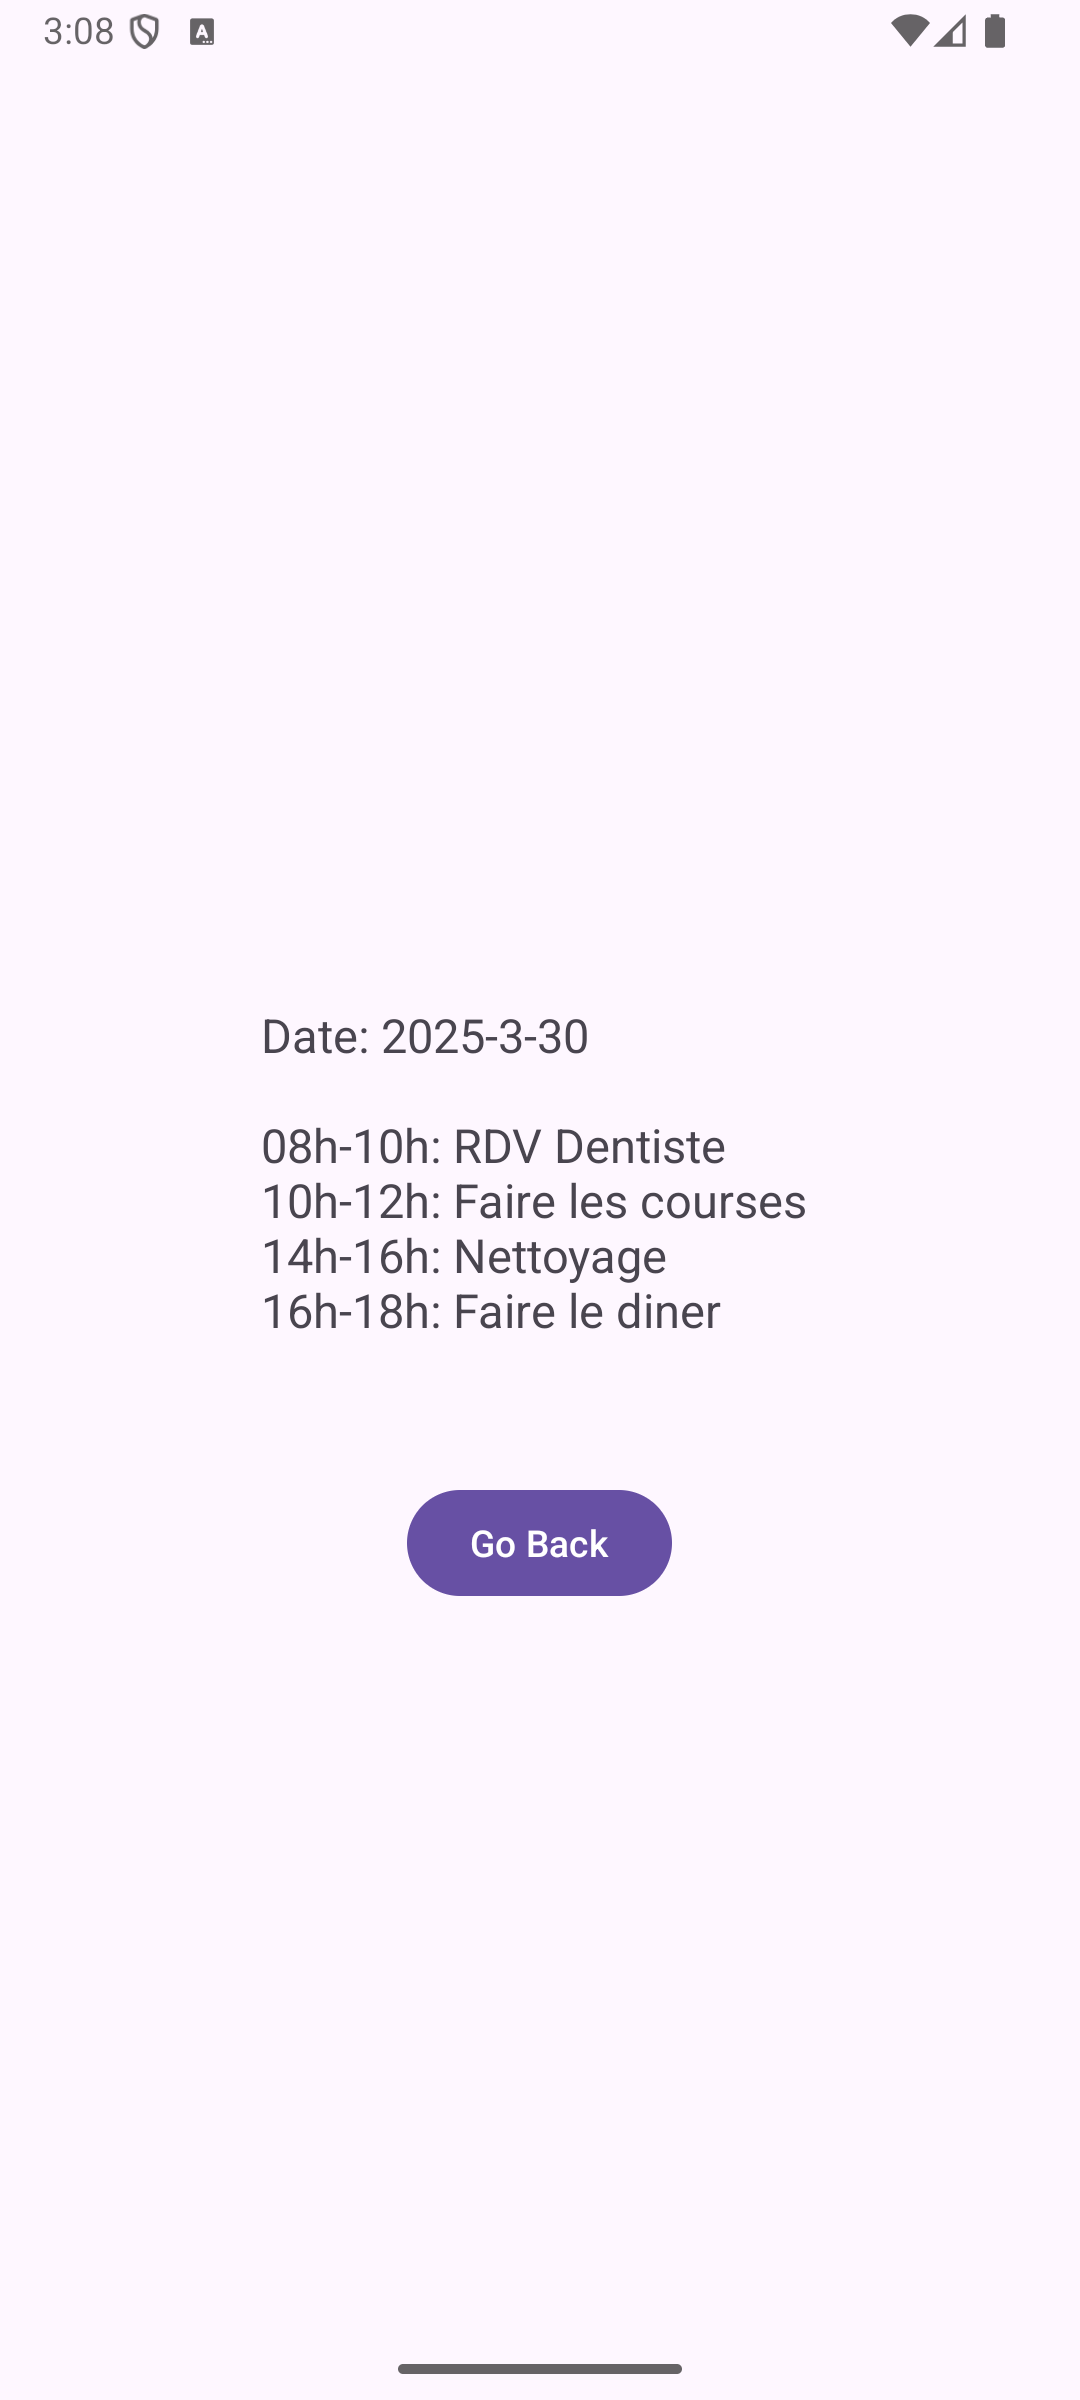 3:08
Date: 2025-3-30
08h-10h: RDV Dentiste
10h-12h: Faire les courses
14h-16h: Nettoyage
16h-18h: Faire le diner
Go Back